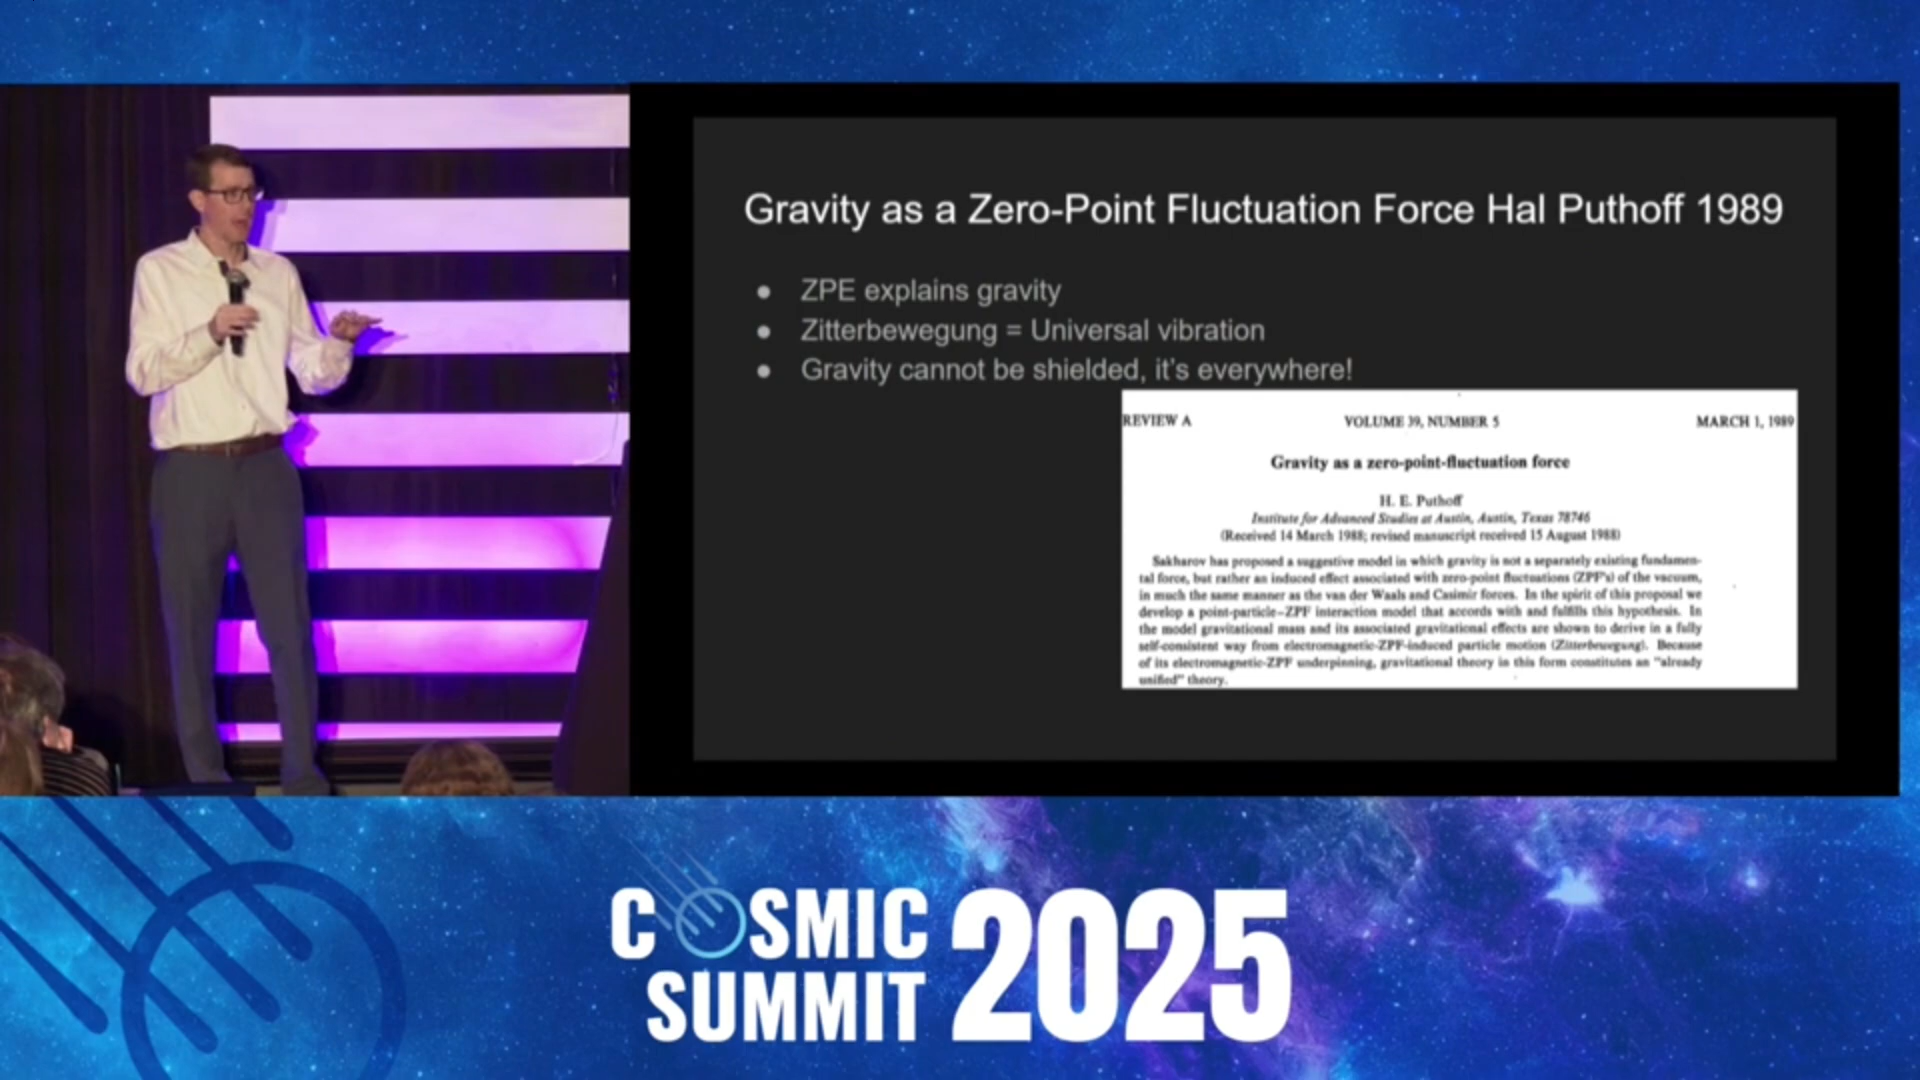 Gravity as a Zero-Point Fluctuation Force Hal Puthoff 1989
● ZPE explains gravity
● Zitterbewegung = Universal vibration
● Gravity cannot be shielded, it's everywhere!
REVIEW A VOLUME 39, NUMBER 5 MARCH 1, 1989
Gravity as a zero-point-fluctuation force
H. E. Puthoff
Institute for Advanced Studies at Austin, Austin, Texas 78746
(Received 14 March 1988; revised manuscript received 15 August 1988)
Sakharov has proposed a suggestive model in which gravity is not a separately existing fundamen-
tal force, but rather an induced effect associated with zero-point fluctuations (ZPF's) of the vacuum,
in much the same manner as the van der Waals and Casimir forces. In the spirit of this proposal we
develop a point-particle–ZPF interaction model that accords with and fulfills this hypothesis. In
the model gravitational mass and its associated gravitational effects are shown to derive in a fully
self-consistent way from electromagnetic-ZPF-induced particle motion (Zitterbewegung). Because
of its electromagnetic-ZPF underpinning, gravitational theory in this form constitutes an "already
unified" theory.
COSMIC
SUMMIT
2025